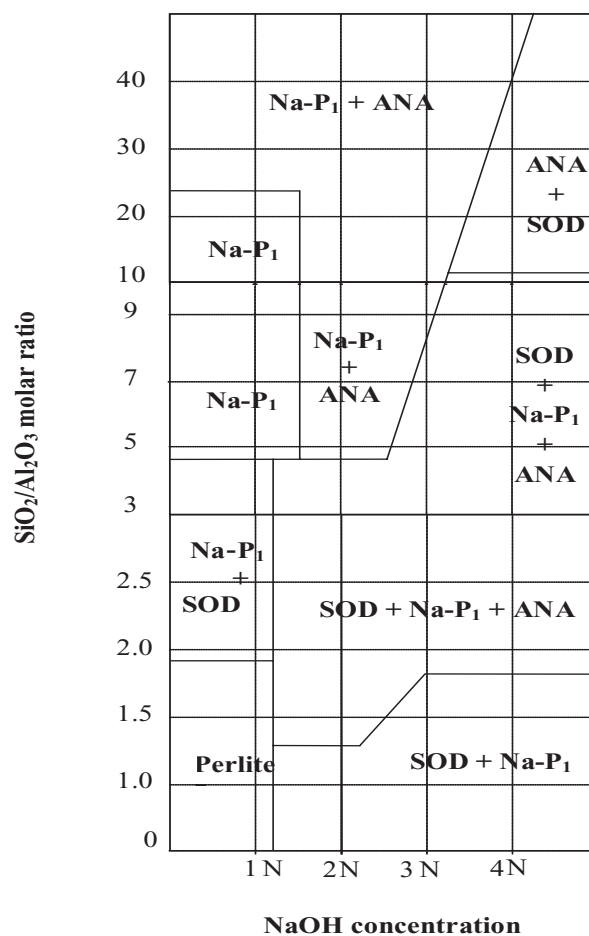 40
Na-P₁ + ANA
30
ANA
+
SOD
20
Na-P₁
10
9
Na-P₁
+
ANA
SOD
+
Na-P₁
+
ANA
7
Na-P₁
5
3
Na-P₁
+
SOD
2.5
SOD + Na-P₁ + ANA
2.0
1.5
Perlite
SOD + Na-P₁
1.0
0
1 N 2 N 3 N 4 N
NaOH concentration
SiO₂/Al₂O₃ molar ratio